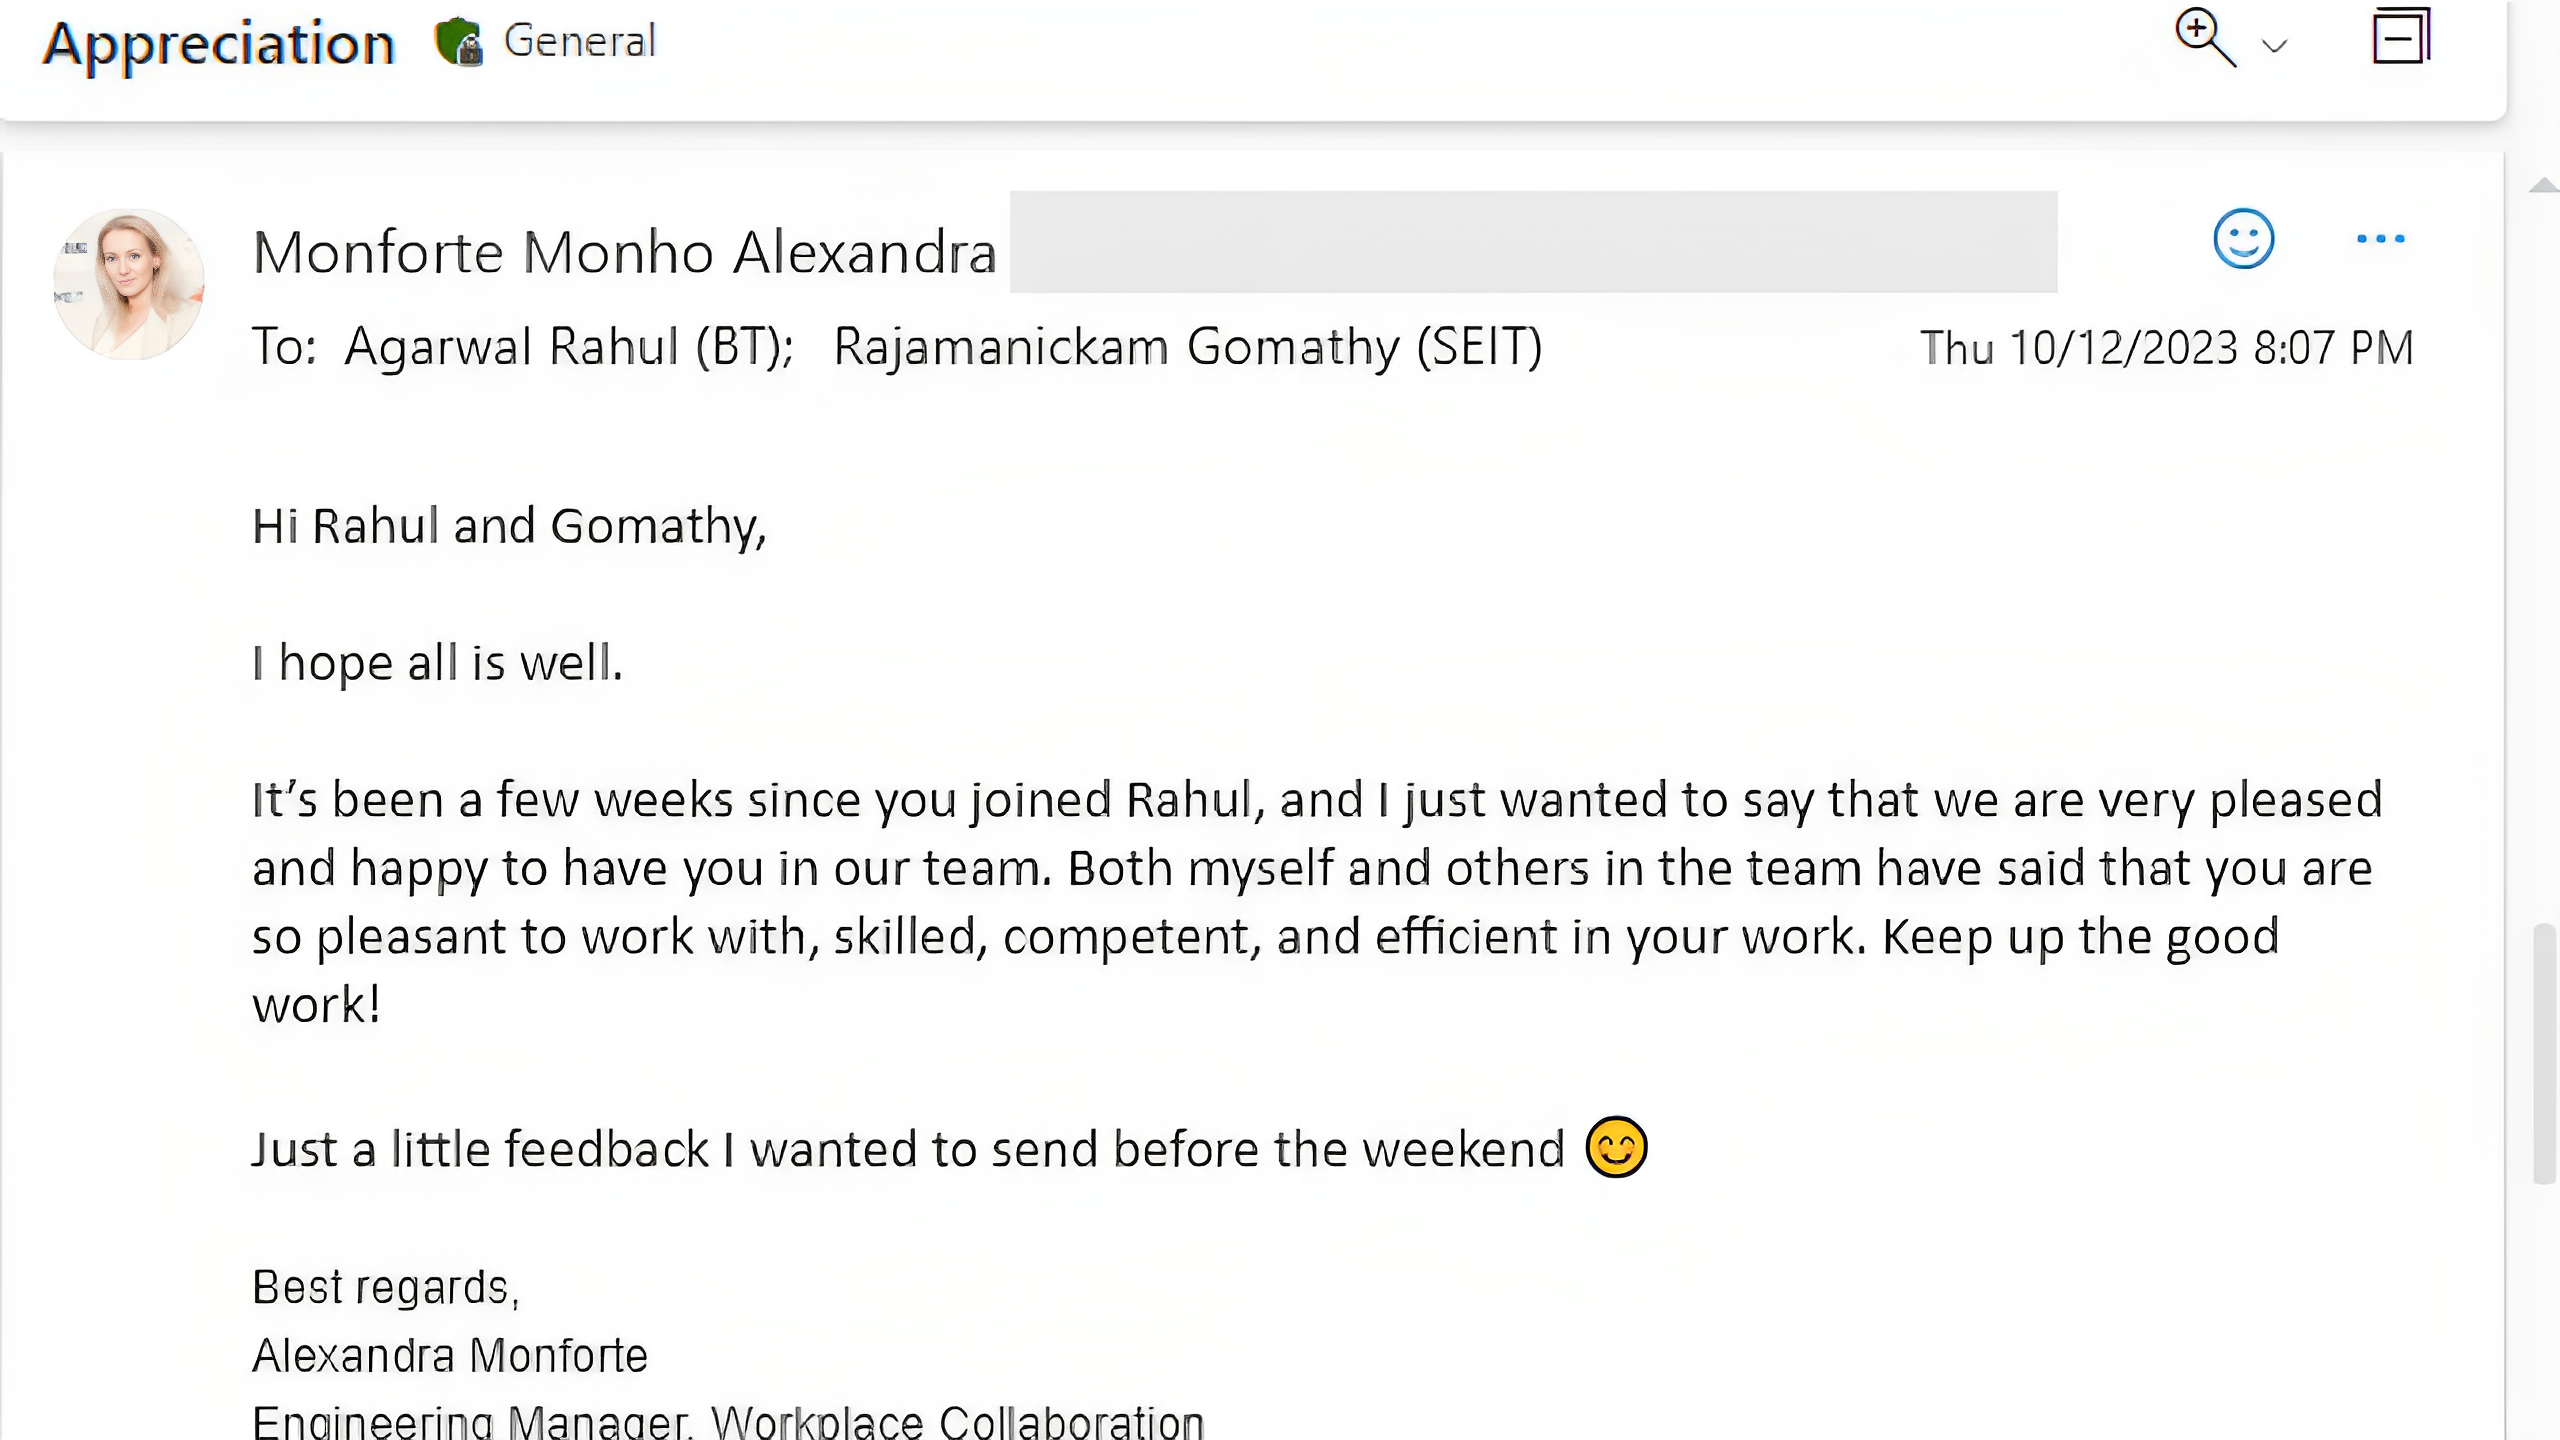 Appreciation General
Monforte Monho Alexandra
To: Agarwal Rahul (BT); Rajamanickam Gomathy (SEIT)
Thu 10/12/2023 8:07 PM
Hi Rahul and Gomathy,
I hope all is well.
It’s been a few weeks since you joined Rahul, and I just wanted to say that we are very pleased
and happy to have you in our team. Both myself and others in the team have said that you are
so pleasant to work with, skilled, competent, and efficient in your work. Keep up the good
work!
Just a little feedback I wanted to send before the weekend 😊
Best regards,
Alexandra Monforte
Engineering Manager, Workplace Collaboration